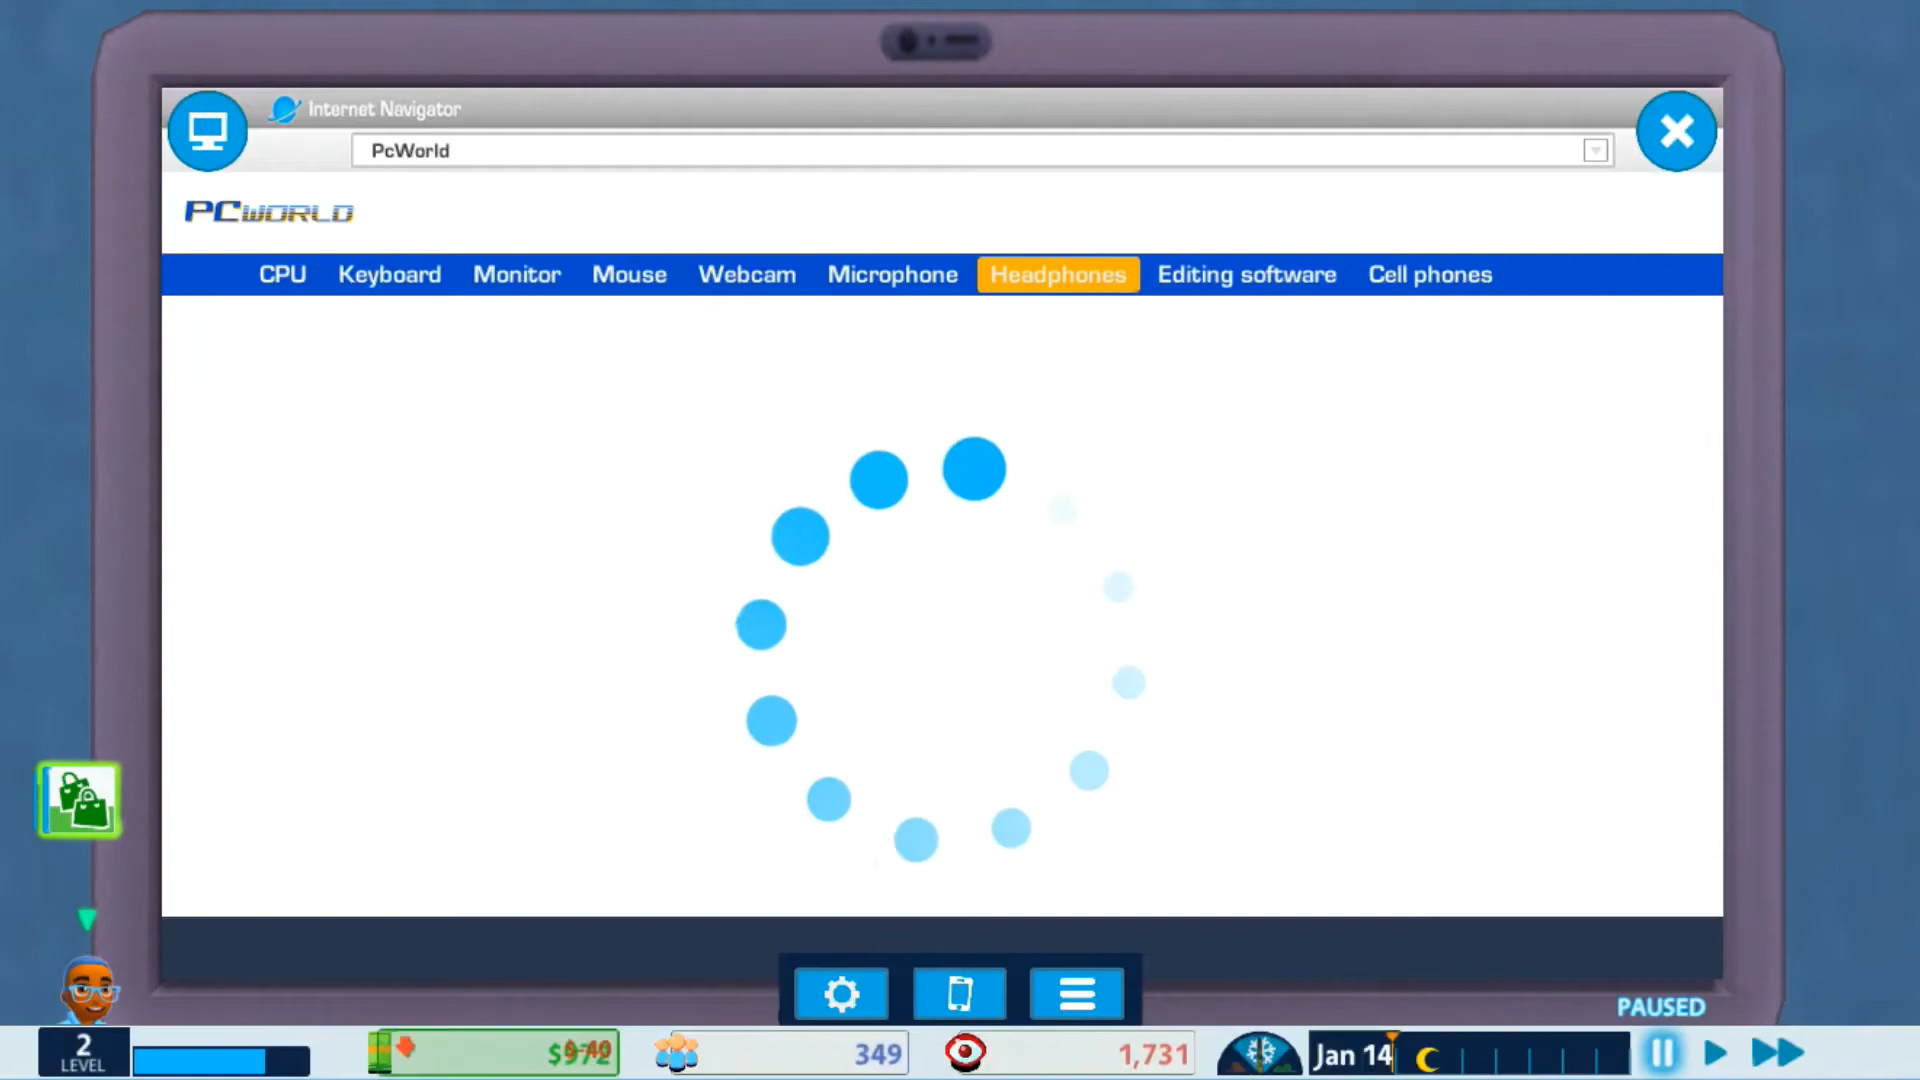 Internet Navigator
PcWorld
PCWORLD
CPU Keyboard Monitor Mouse Webcam Microphone Headphones Editing software Cell phones
PAUSED
2
LEVEL
$972
349
1,731
Jan 14